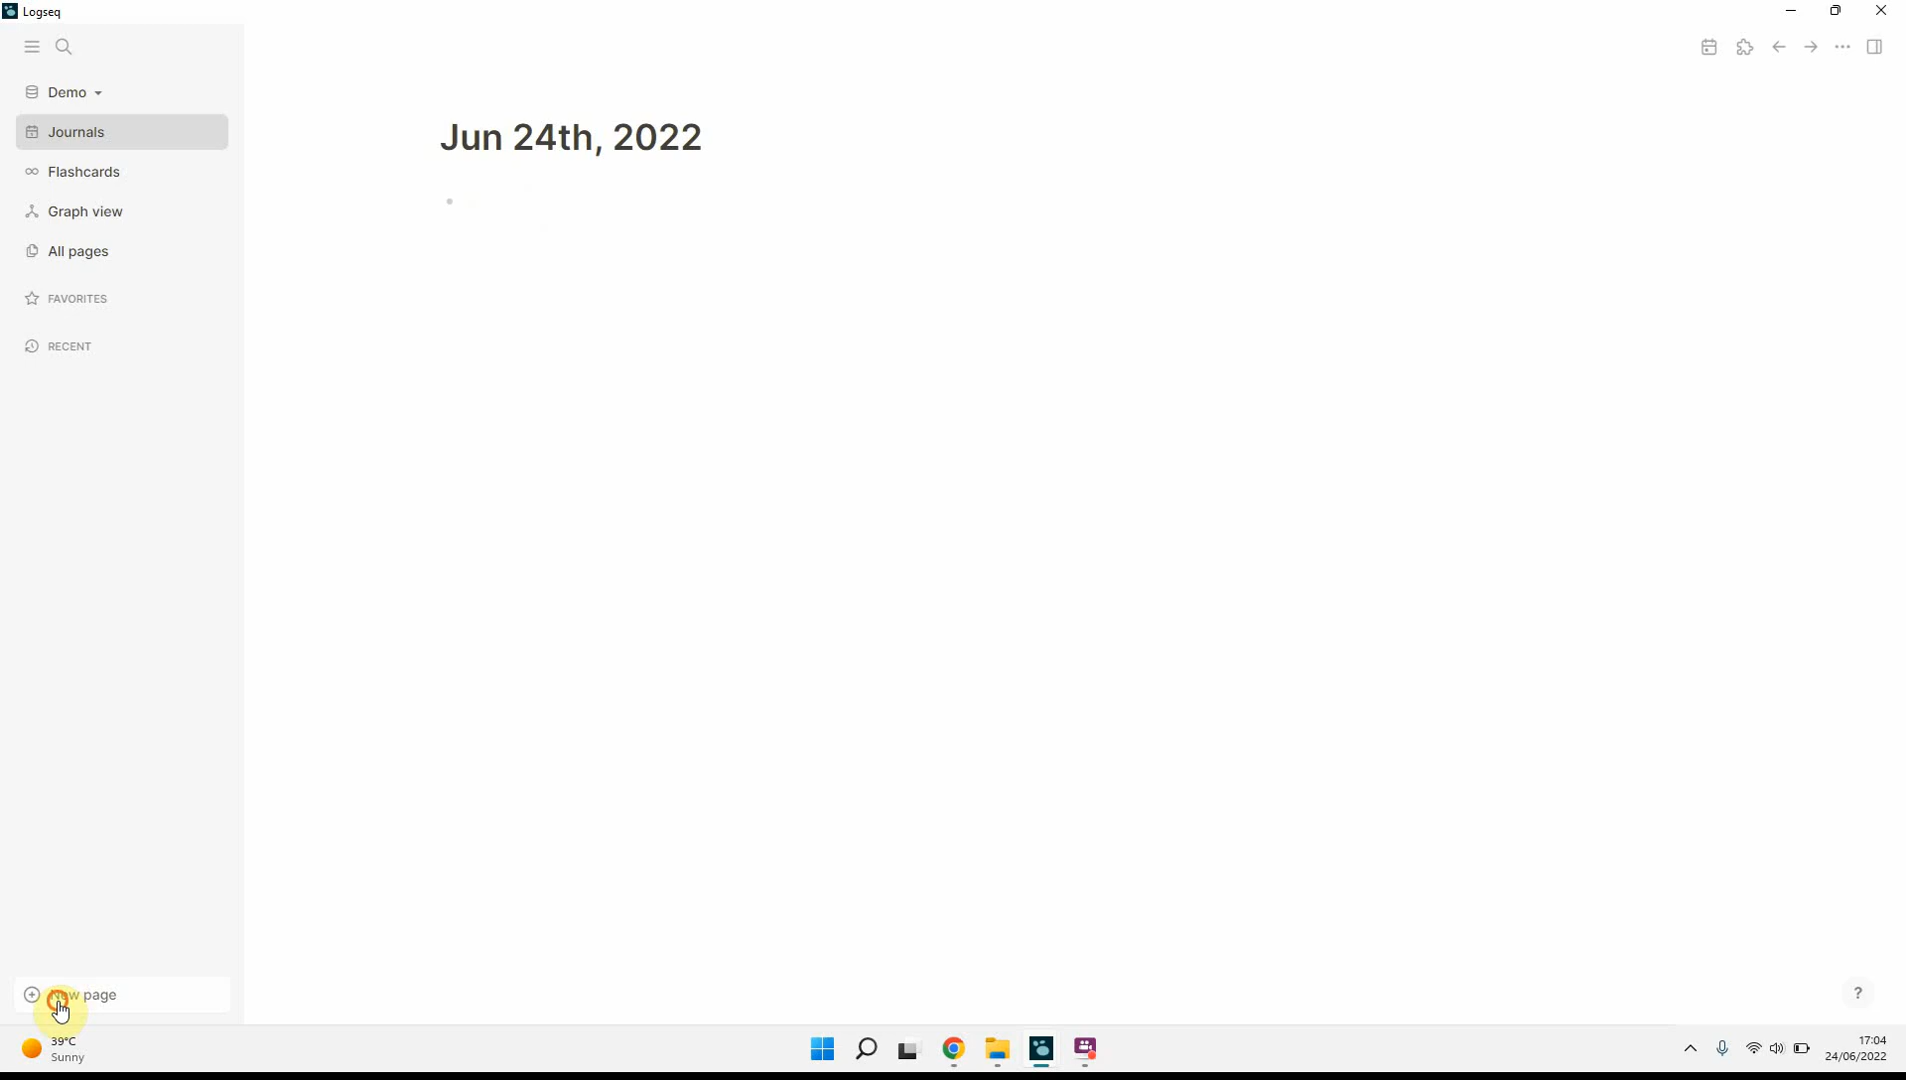 Logseq
Demo
Journals
Jun 24th, 2022
Flashcards
Graph view
All pages
FAVORITES
RECENT
New page
?
39°C
Sunny
17:04
24/06/2022